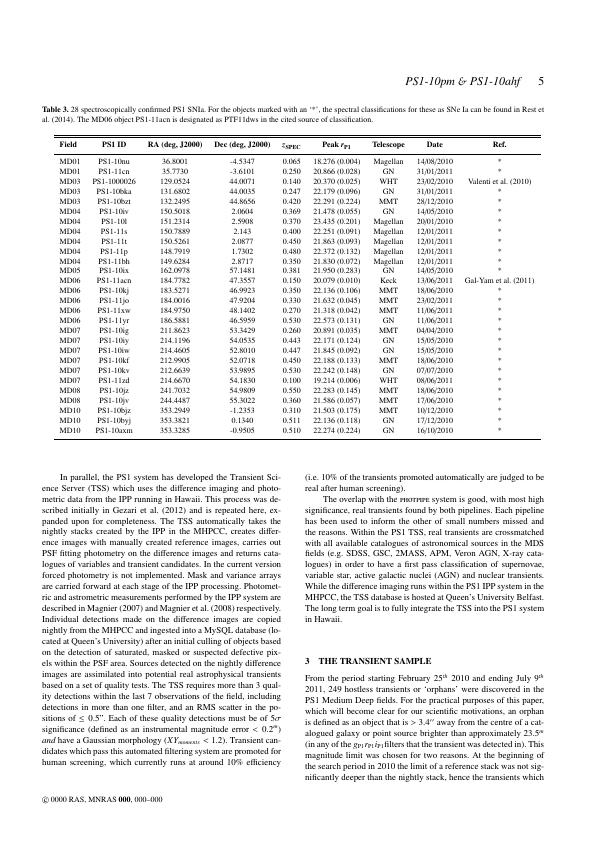 PS1-10pm & PS1-10ahf 5
Table 3. 28 spectroscopically confirmed PS1 SNIa. For the objects marked with an ‘*’, the spectral classifications for these as SNe Ia can be found in Rest et
al. (2014). The MD06 object PS1-11acn is designated as PTF11dws in the cited source of classification.
Field PS1 ID RA (deg, J2000) Dec (deg, J2000) zSPEC Peak rP1 Telescope Date Ref.
MD01 PS1-10nu 36.8001 -4.5347 0.065 18.276 (0.004) Magellan 14/08/2010 *
MD01 PS1-11cn 35.7730 -3.6101 0.250 20.866 (0.028) GN 31/01/2011 *
MD03 PS1-1000026 129.0524 44.0071 0.140 20.370 (0.025) WHT 23/02/2010 Valenti et al. (2010)
MD03 PS1-10bka 131.6802 44.0035 0.247 22.179 (0.096) GN 31/01/2011 *
MD03 PS1-10bzt 132.2495 44.8656 0.420 22.291 (0.224) MMT 28/12/2010 *
MD04 PS1-10iv 150.5018 2.0604 0.369 21.478 (0.055) GN 14/05/2010 *
MD04 PS1-10l 151.2314 2.5908 0.370 23.435 (0.201) Magellan 20/01/2010 *
MD04 PS1-11s 150.7889 2.143 0.400 22.251 (0.091) Magellan 12/01/2011 *
MD04 PS1-11t 150.5261 2.0877 0.450 21.863 (0.093) Magellan 12/01/2011 *
MD04 PS1-11p 148.7919 1.7302 0.480 22.372 (0.132) Magellan 12/01/2011 *
MD04 PS1-11bh 149.6284 2.8717 0.350 21.830 (0.072) Magellan 12/01/2011 *
MD05 PS1-10ix 162.0978 57.1481 0.381 21.950 (0.283) GN 14/05/2010 *
MD06 PS1-11acn 184.7782 47.3557 0.150 20.079 (0.010) Keck 13/06/2011 Gal-Yam et al. (2011)
MD06 PS1-10kj 183.5271 46.9923 0.350 22.136 (0.106) MMT 18/06/2010 *
MD06 PS1-11jo 184.0016 47.9204 0.330 21.632 (0.045) MMT 23/02/2011 *
MD06 PS1-11xw 184.9750 48.1402 0.270 21.318 (0.042) MMT 11/06/2011 *
MD06 PS1-11yr 186.5881 46.5959 0.530 22.573 (0.131) GN 11/06/2011 *
MD07 PS1-10ig 211.8623 53.3429 0.260 20.891 (0.035) MMT 04/04/2010 *
MD07 PS1-10iy 214.1196 54.0535 0.443 22.171 (0.124) GN 15/05/2010 *
MD07 PS1-10iw 214.4605 52.8010 0.447 21.845 (0.092) GN 15/05/2010 *
MD07 PS1-10kf 212.9905 52.0718 0.450 22.188 (0.133) MMT 18/06/2010 *
MD07 PS1-10kv 212.6639 53.9895 0.530 22.242 (0.148) GN 07/07/2010 *
MD07 PS1-11zd 214.6670 54.1830 0.100 19.214 (0.006) WHT 08/06/2011 *
MD08 PS1-10jz 241.7032 54.9809 0.550 22.283 (0.145) MMT 18/06/2010 *
MD08 PS1-10jv 244.4487 55.3022 0.360 21.586 (0.057) MMT 17/06/2010 *
MD10 PS1-10bjz 353.2949 -1.2353 0.310 21.503 (0.175) MMT 10/12/2010 *
MD10 PS1-10byj 353.3821 0.1340 0.511 22.136 (0.118) GN 17/12/2010 *
MD10 PS1-10axm 353.3285 -0.9505 0.510 22.274 (0.224) GN 16/10/2010 *
In parallel, the PS1 system has developed the Transient Sci-
ence Server (TSS) which uses the difference imaging and photo-
metric data from the IPP running in Hawaii. This process was de-
scribed initially in Gezari et al. (2012) and is repeated here, ex-
panded upon for completeness. The TSS automatically takes the
nightly stacks created by the IPP in the MHPCC, creates differ-
ence images with manually created reference images, carries out
PSF fitting photometry on the difference images and returns cata-
logues of variables and transient candidates. In the current version
forced photometry is not implemented. Mask and variance arrays
are carried forward at each stage of the IPP processing. Photomet-
ric and astrometric measurements performed by the IPP system are
described in Magnier (2007) and Magnier et al. (2008) respectively.
Individual detections made on the difference images are copied
nightly from the MHPCC and ingested into a MySQL database (lo-
cated at Queen's University) after an initial culling of objects based
on the detection of saturated, masked or suspected defective pix-
els within the PSF area. Sources detected on the nightly difference
images are assimilated into potential real astrophysical transients
based on a set of quality tests. The TSS requires more than 3 qual-
ity detections within the last 7 observations of the field, including
detections in more than one filter, and an RMS scatter in the po-
sitions of ≤ 0.5". Each of these quality detections must be of 5σ
significance (defined as an instrumental magnitude error < 0.2m)
and have a Gaussian morphology (XYmoments < 1.2). Transient can-
didates which pass this automated filtering system are promoted for
human screening, which currently runs at around 10% efficiency
(i.e. 10% of the transients promoted automatically are judged to be
real after human screening).
The overlap with the PHOTPIPE system is good, with most high
significance, real transients found by both pipelines. Each pipeline
has been used to inform the other of small numbers missed and
the reasons. Within the PS1 TSS, real transients are crossmatched
with all available catalogues of astronomical sources in the MDS
fields (e.g. SDSS, GSC, 2MASS, APM, Veron AGN, X-ray cata-
logues) in order to have a first pass classification of supernovae,
variable star, active galactic nuclei (AGN) and nuclear transients.
While the difference imaging runs within the PS1 IPP system in the
MHPCC, the TSS database is hosted at Queen's University Belfast.
The long term goal is to fully integrate the TSS into the PS1 system
in Hawaii.
3 THE TRANSIENT SAMPLE
From the period starting February 25th 2010 and ending July 9th
2011, 249 hostless transients or 'orphans' were discovered in the
PS1 Medium Deep fields. For the practical purposes of this paper,
which will become clear for our scientific motivations, an orphan
is defined as an object that is > 3.4″ away from the centre of a cat-
alogued galaxy or point source brighter than approximately 23.5m
(in any of the gP1rP1iP1filters that the transient was detected in). This
magnitude limit was chosen for two reasons. At the beginning of
the search period in 2010 the limit of a reference stack was not sig-
nificantly deeper than the nightly stack, hence the transients which
© 0000 RAS, MNRAS 000, 000–000